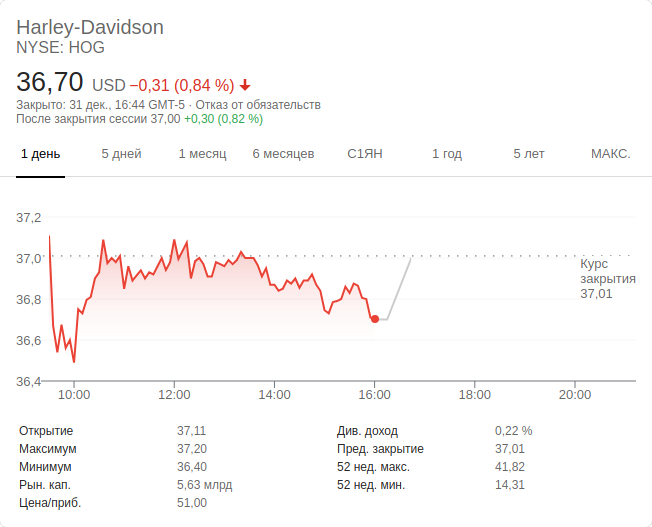 Harley-Davidson
NYSE: HOG
36,70 USD −0,31 (0,84 %)
Закрыто: 31 дек., 16:44 GMT-5 · Отказ от обязательств
После закрытия сессии 37,00 +0,30 (0,82 %)
1 день 5 дней 1 месяц 6 месяцев С1ЯН 1 год 5 лет МАКС.
37,2
37,0
Курс
закрытия
37,01
36,8
36,6
36,4
10:00 12:00 14:00 16:00 18:00 20:00
Открытие 37,11 Див. доход 0,22 %
Максимум 37,20 Пред. закрытие 37,01
Минимум 36,40 52 нед. макс. 41,82
Рын. кап. 5,63 млрд 52 нед. мин. 14,31
Цена/приб. 51,00